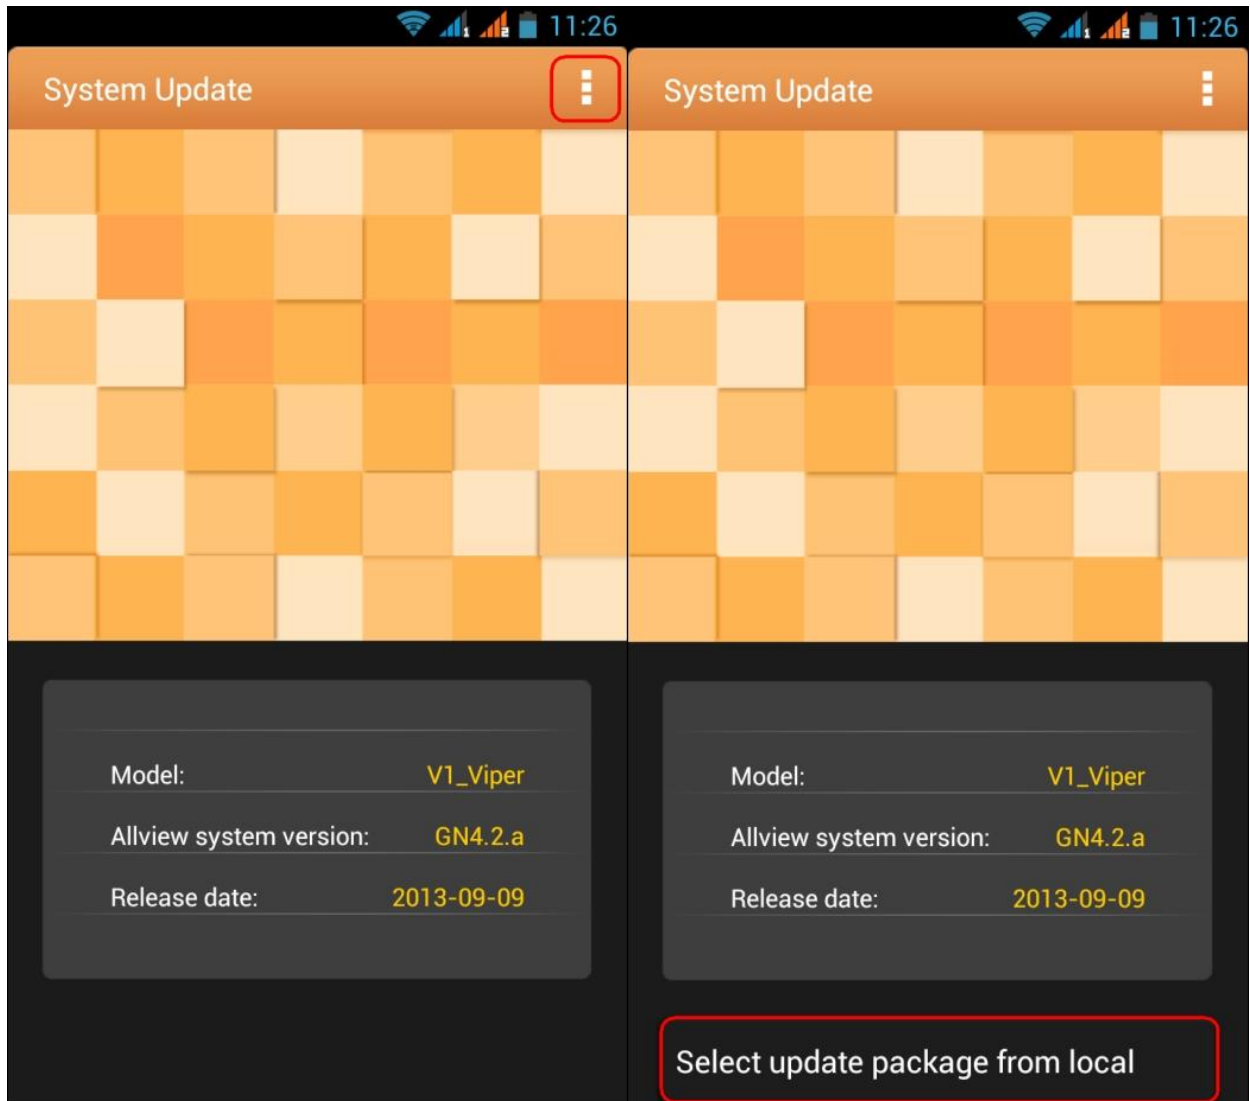 11:26
System Update
Model: V1_Viper
Allview system version: GN4.2.a
Release date: 2013-09-09
11:26
System Update
Model: V1_Viper
Allview system version: GN4.2.a
Release date: 2013-09-09
Select update package from local